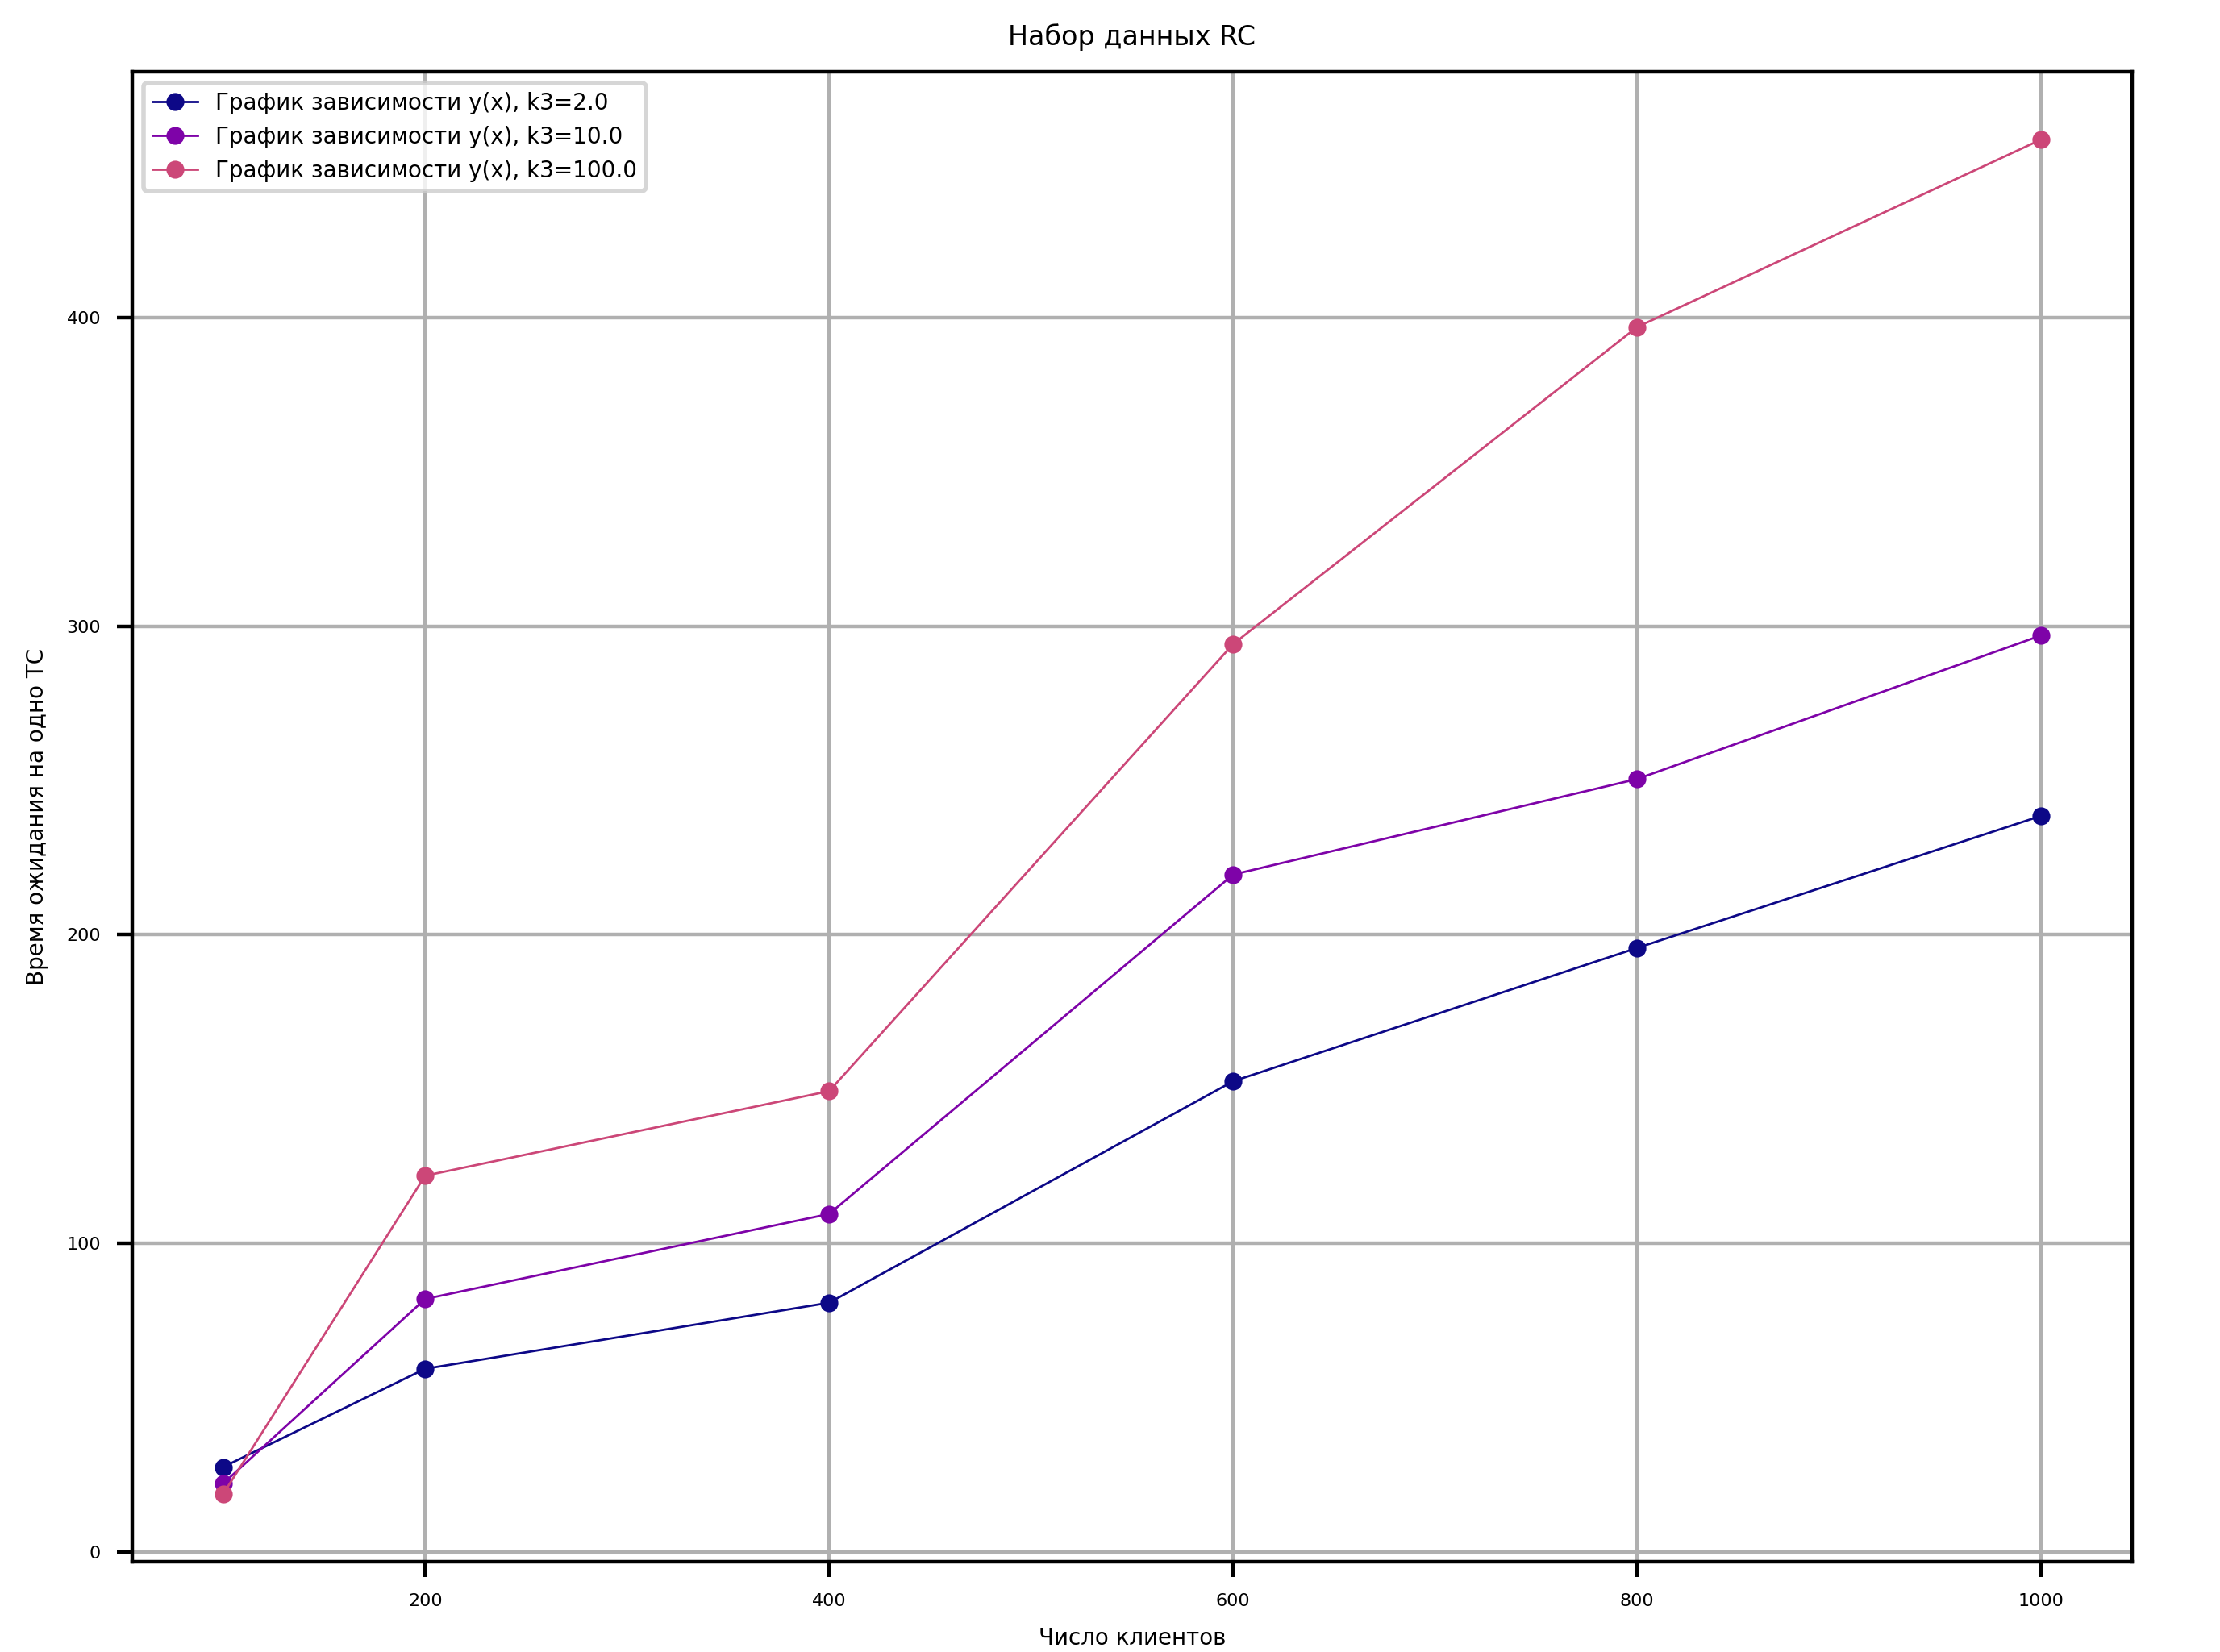 Набор данных RC
График зависимости y(x), k3=2.0
График зависимости y(x), k3=10.0
График зависимости y(x), k3=100.0
400
300
200
100
0
Время ожидания на одно ТС
200 400 600 800 1000
Число клиентов